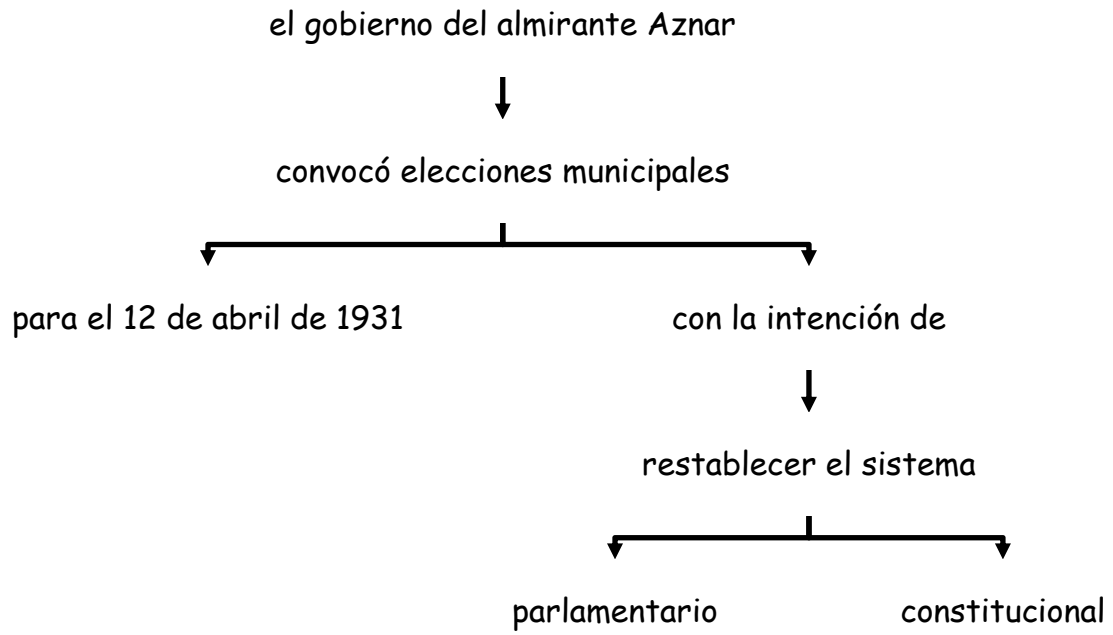 el gobierno del almirante Aznar
convocó elecciones municipales
para el 12 de abril de 1931
con la intención de
restablecer el sistema
parlamentario
constitucional